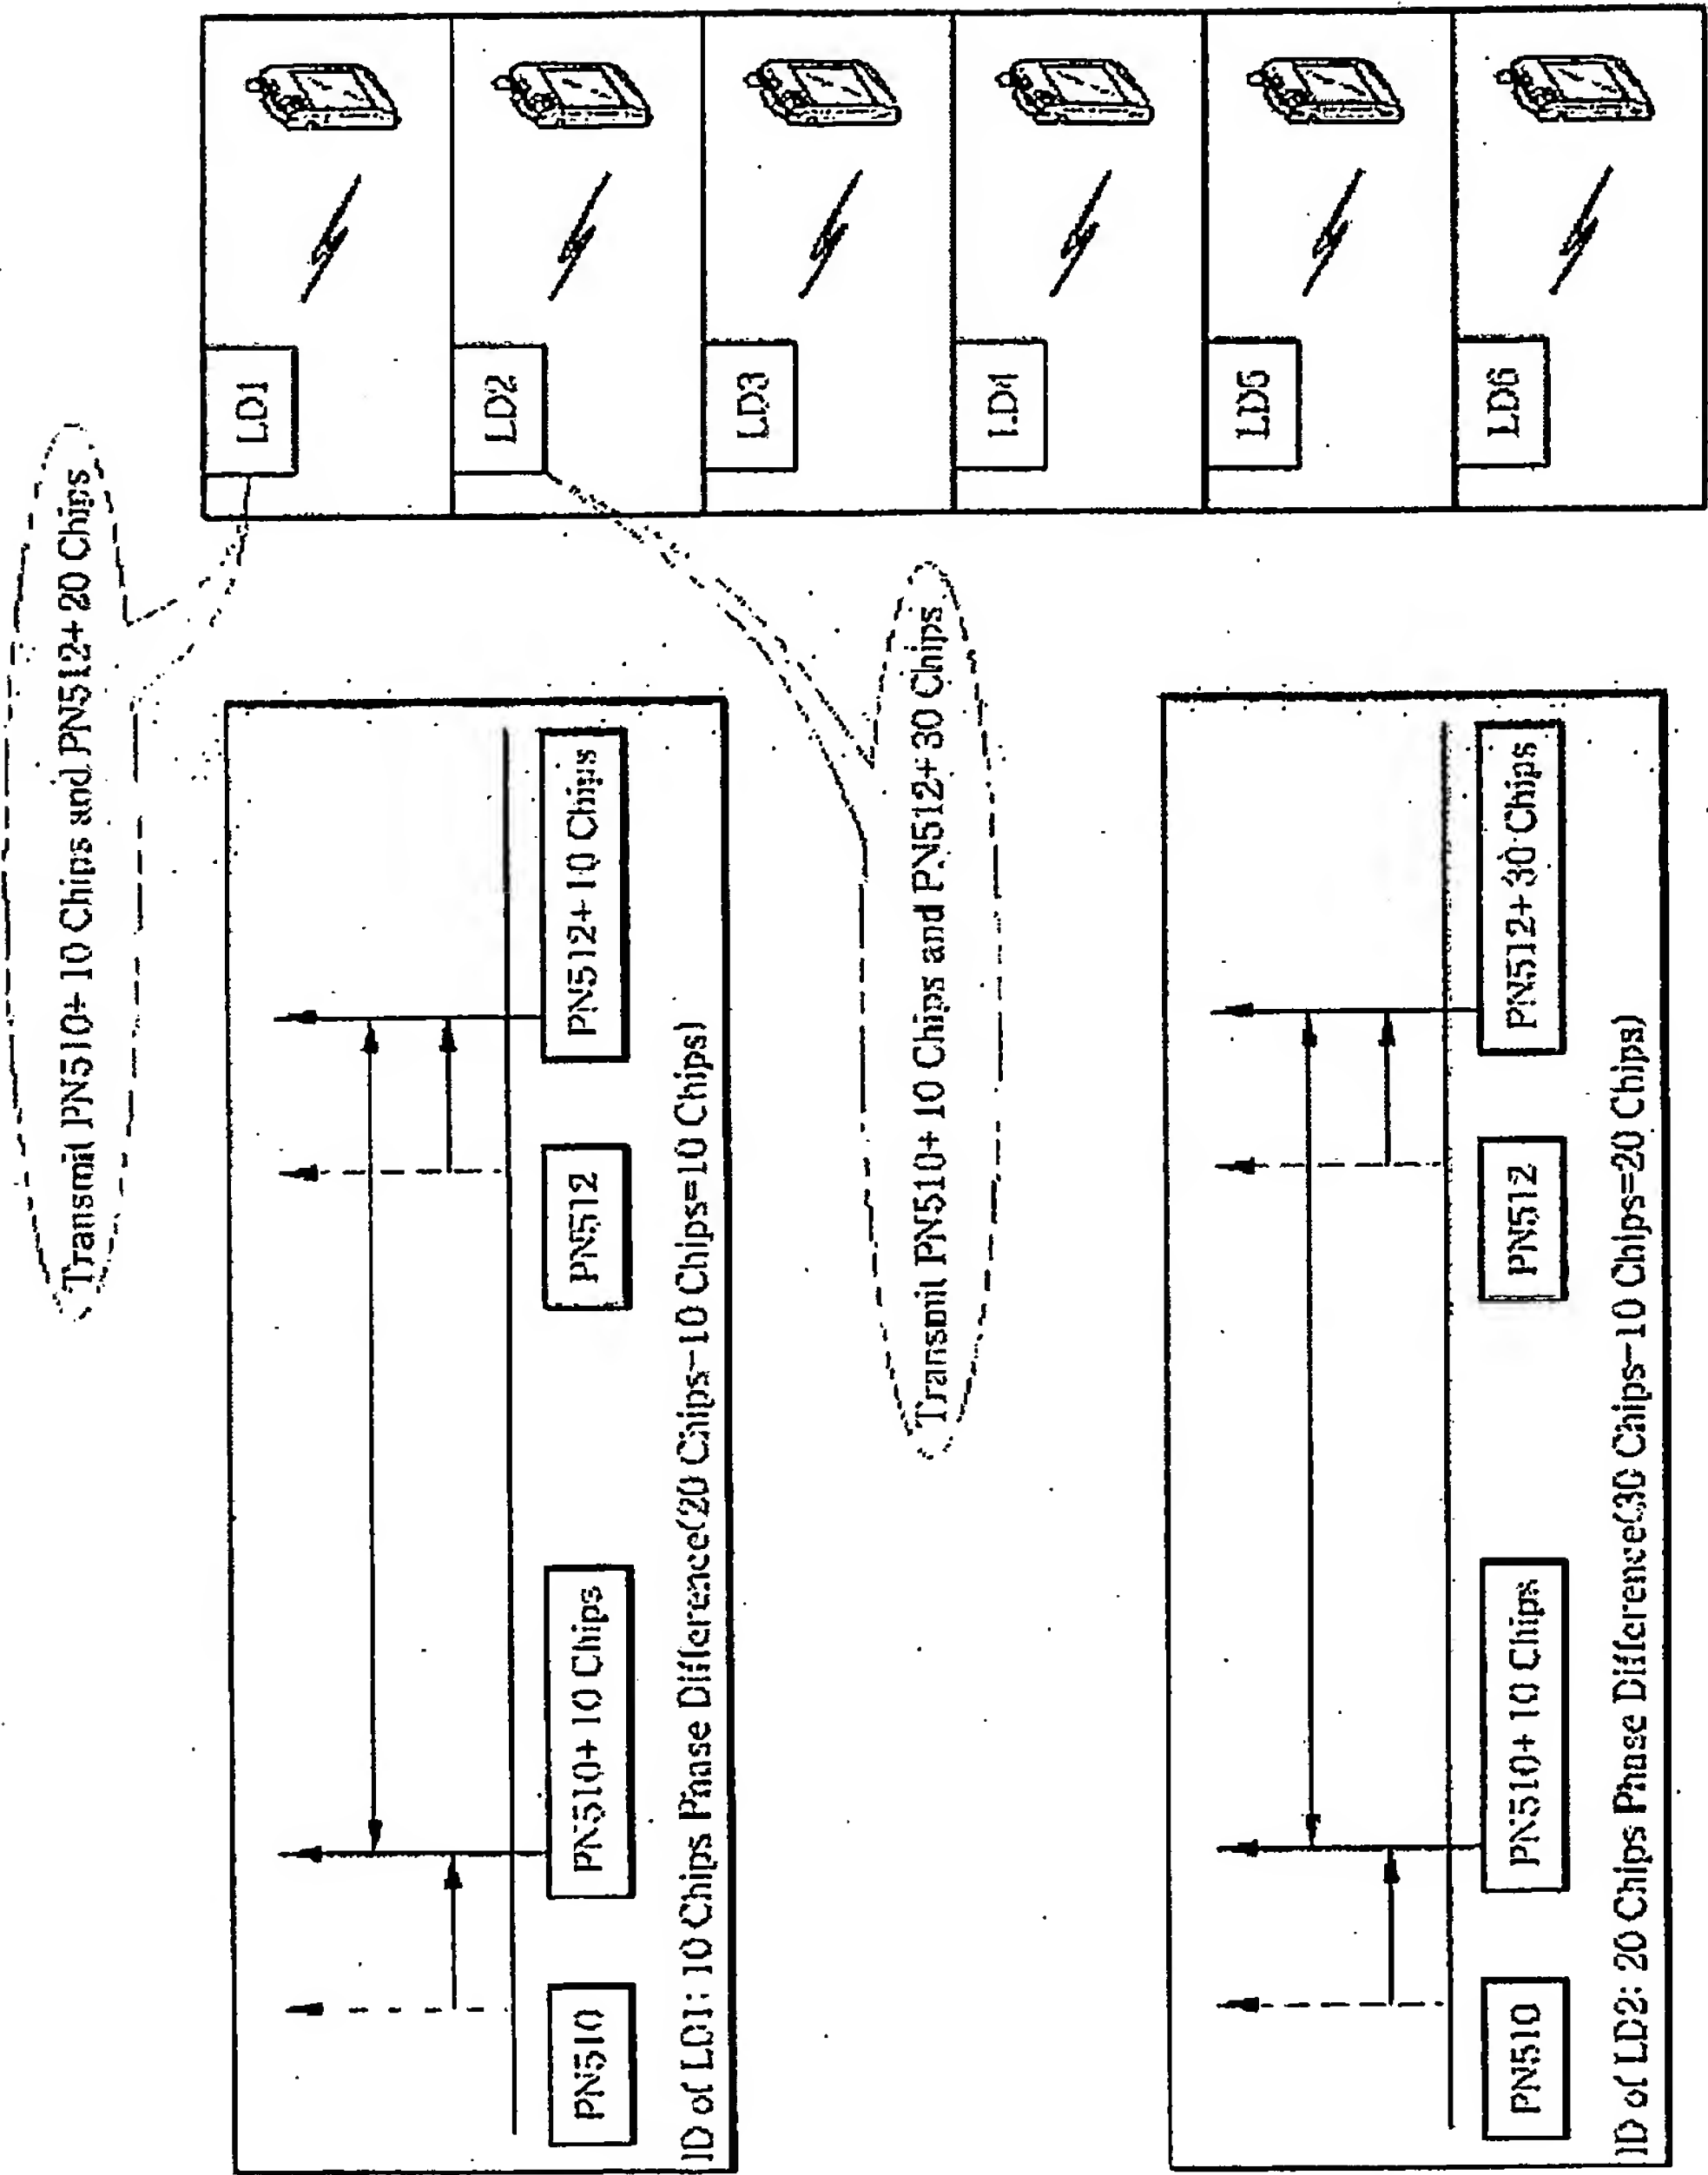 Transmit PN510+10 Chips and PN512+20 Chips
LD1
LD2
LD3
LD4
LD5
LD6
PN510
PN510+10 Chips
PN512
PN512+10 Chips
ID of LD1: 10 Chips Phase Difference(20 Chips-10 Chips=10 Chips)
Transmit PN510+10 Chips and PN512+30 Chips
PN510
PN510+10 Chips
PN512
PN512+30 Chips
ID of LD2: 20 Chips Phase Difference(30 Chips-10 Chips=20 Chips)